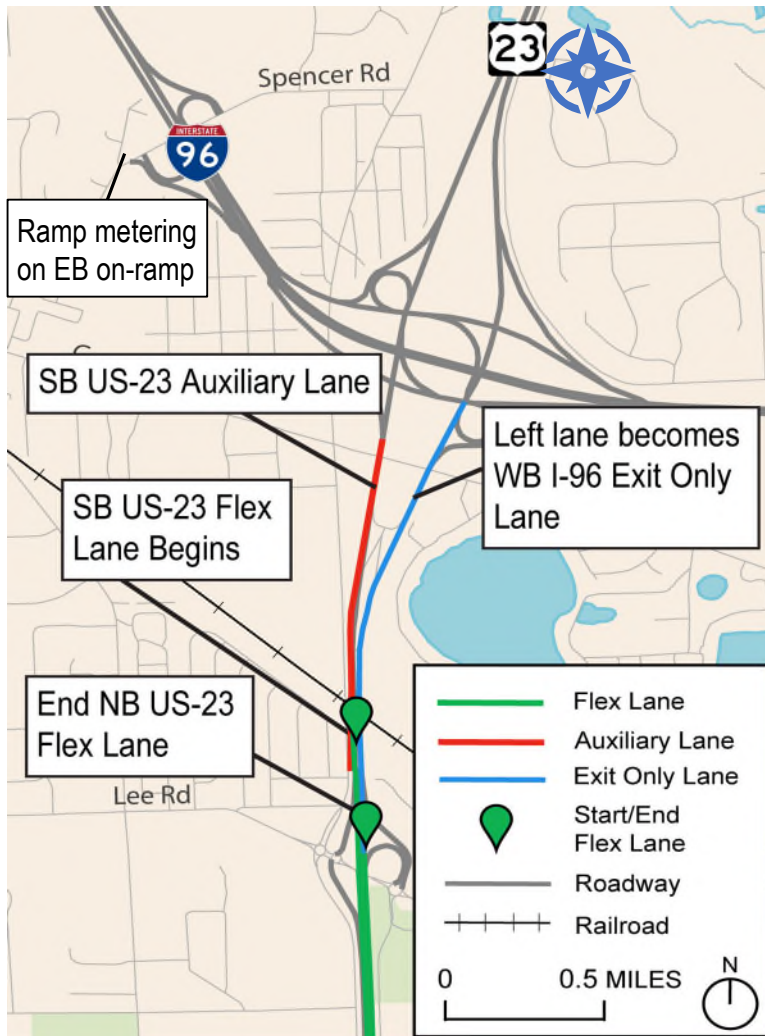 23
Spencer Rd
INTERSTATE
96
Ramp metering
on EB on-ramp
SB US-23 Auxiliary Lane
Left lane becomes
WB I-96 Exit Only
Lane
SB US-23 Flex
Lane Begins
End NB US-23
Flex Lane
Lee Rd
Flex Lane
Auxiliary Lane
Exit Only Lane
Start/End
Flex Lane
Roadway
Railroad
0 0.5 MILES
N